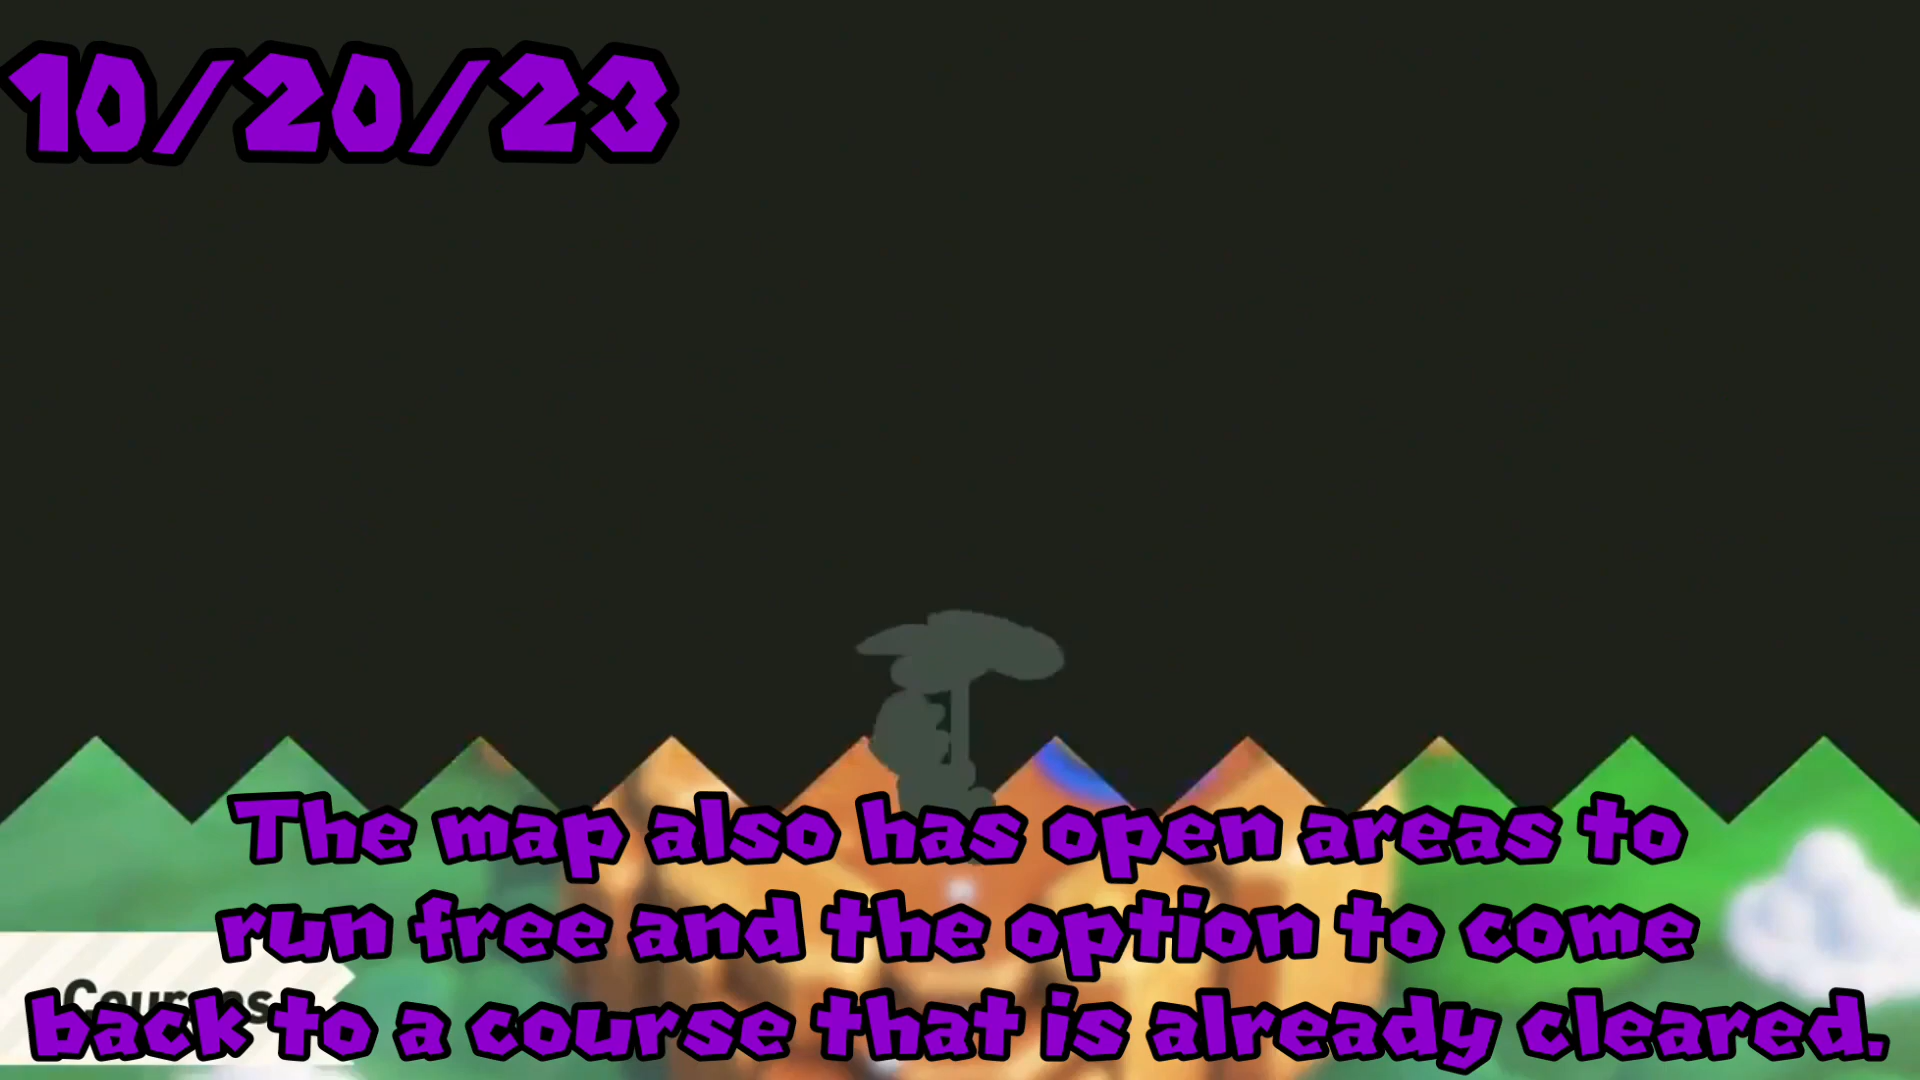 10/20/23
The map also has open areas to
run free and the option to come
Courses
back to a course that is already cleared.